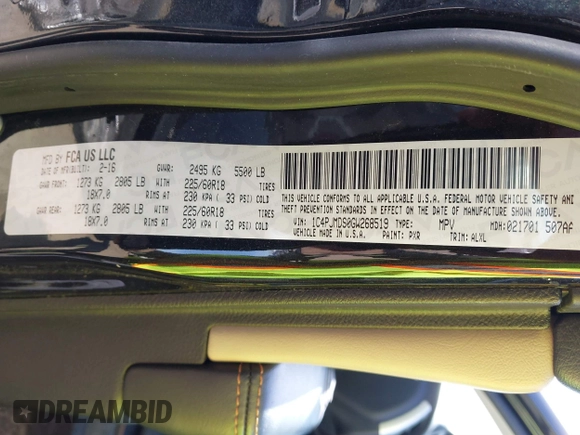 MFD BY FCA US LLC
DATE OF MFR/BUILT: 2-16 GVWR: 2495 KG 5500 LB
GAWR FRONT: 1273 KG 2805 LB WITH 225/60R18 TIRES
18X7.0 RIMS AT 230 KPA ( 33 PSI) COLD
GAWR REAR: 1273 KG 2805 LB WITH 225/60R18 TIRES
18X7.0 RIMS AT 230 KPA ( 33 PSI) COLD
THIS VEHICLE CONFORMS TO ALL APPLICABLE U.S.A. FEDERAL MOTOR VEHICLE SAFETY AND
THEFT PREVENTION STANDARDS IN EFFECT ON THE DATE OF MANUFACTURE SHOWN ABOVE.
VIN: 1C4PJMDS0GW268519 TYPE: MPV MDH:021701 507AF
VEHICLE MADE IN U.S.A. PAINT: PXR TRIM: ALXL
DREAMBID